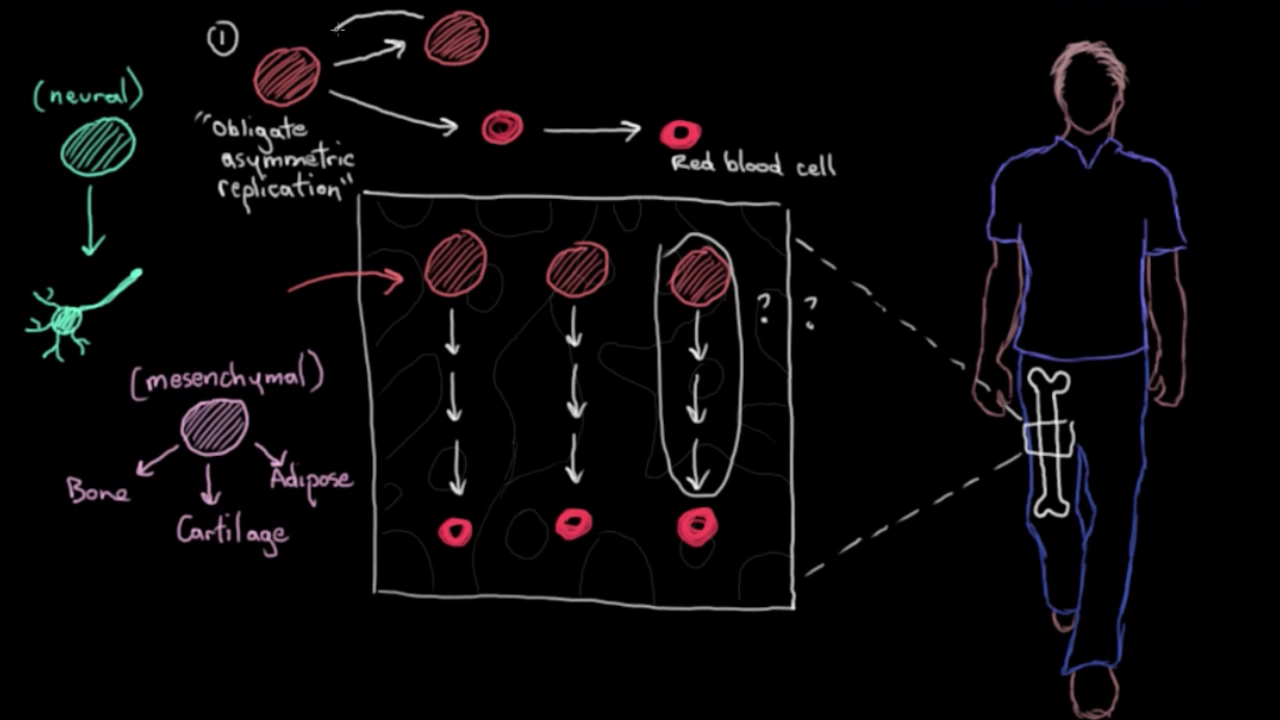 1
(neural)
"Obligate
asymmetric
replication"
Red blood cell
? ?
(mesenchymal)
Bone
Adipose
Cartilage